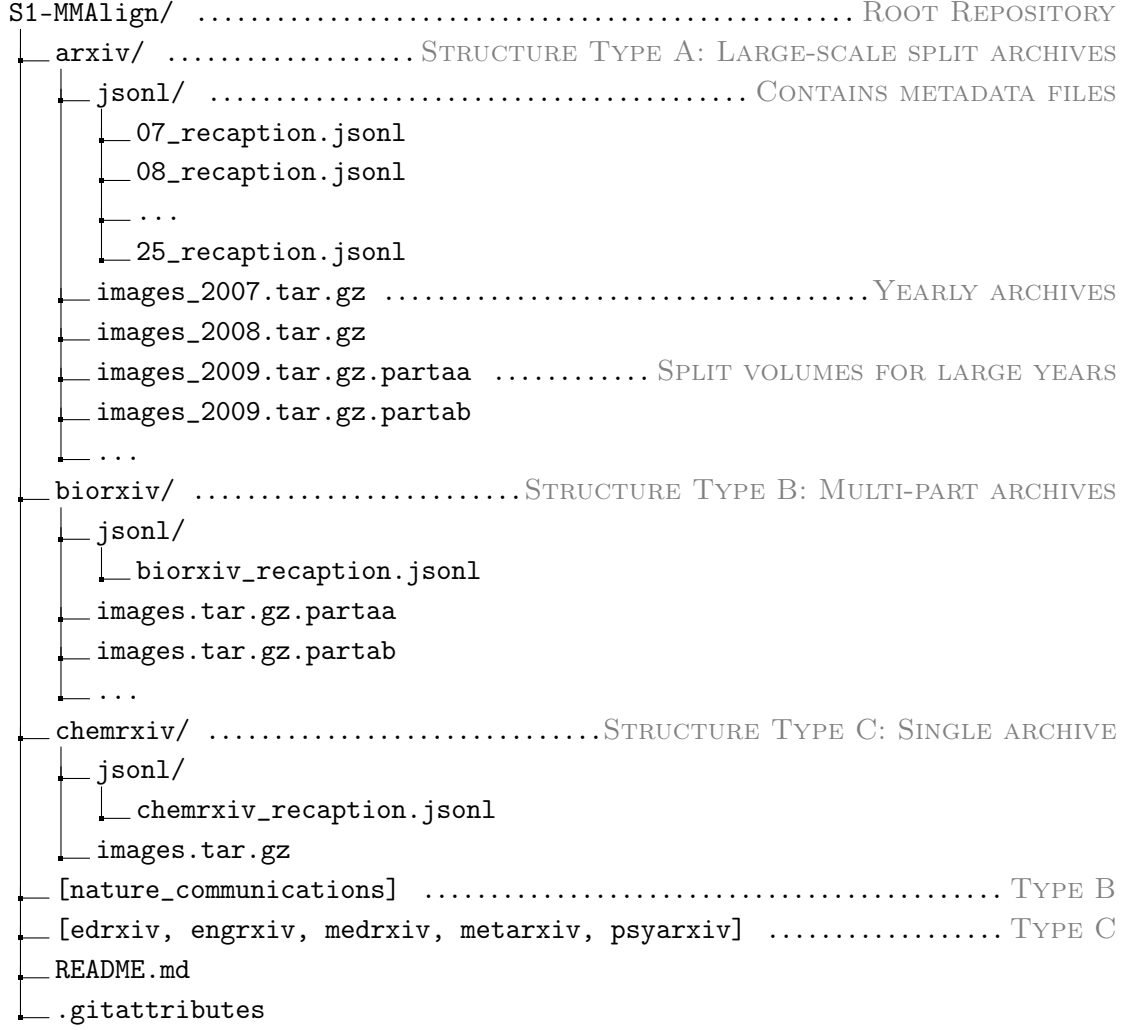 S1-MMAlign/ ................................................. Root Repository
arxiv/ ................... Structure Type A: Large-scale split archives
jsonl/ ......................................... Contains metadata files
07_recaption.jsonl
08_recaption.jsonl
...
25_recaption.jsonl
images_2007.tar.gz .................................... Yearly archives
images_2008.tar.gz
images_2009.tar.gz.partaa ............ Split volumes for large years
images_2009.tar.gz.partab
...
biorxiv/ ......................... Structure Type B: Multi-part archives
jsonl/
biorxiv_recaption.jsonl
images.tar.gz.partaa
images.tar.gz.partab
...
chemrxiv/ .............................. Structure Type C: Single archive
jsonl/
chemrxiv_recaption.jsonl
images.tar.gz
[nature_communications] ............................................ Type B
[edrxiv, engrxiv, medrxiv, metarxiv, psyarxiv] .................. Type C
README.md
.gitattributes